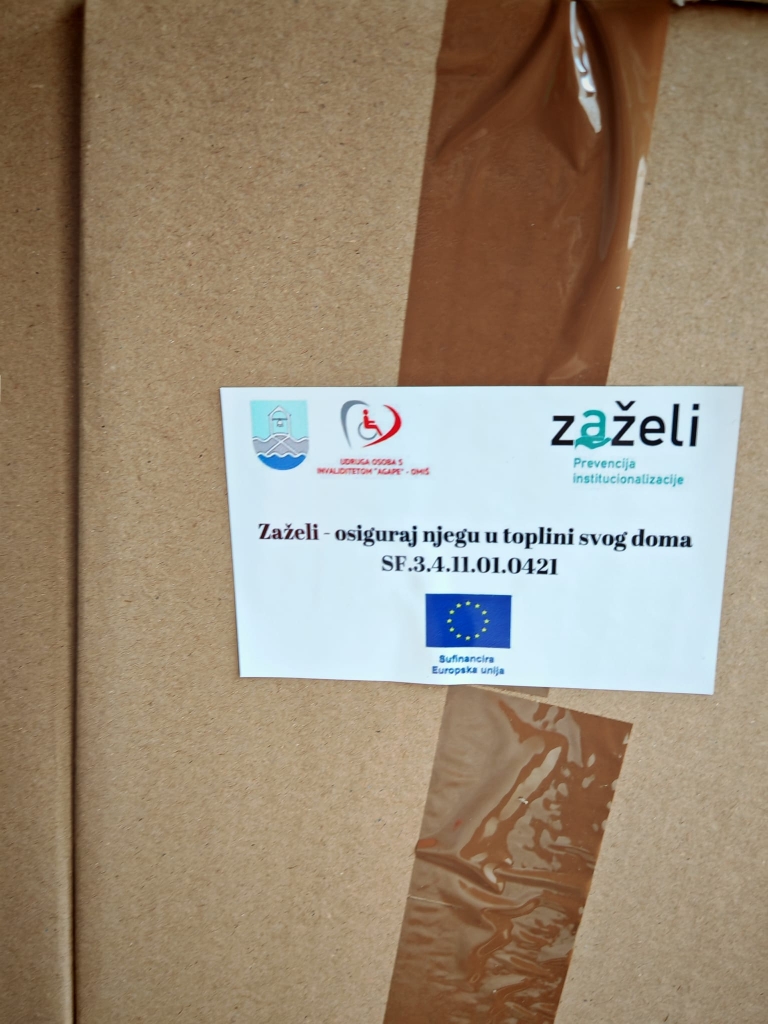 UDRUGA OSOBA S
INVALIDITETOM "AGAPE" - OMIŠ
zaželi
Prevencija
institucionalizacije
Zaželi - osiguraj njegu u toplini svog doma
SF.3.4.11.01.0421
Sufinancira
Europska unija